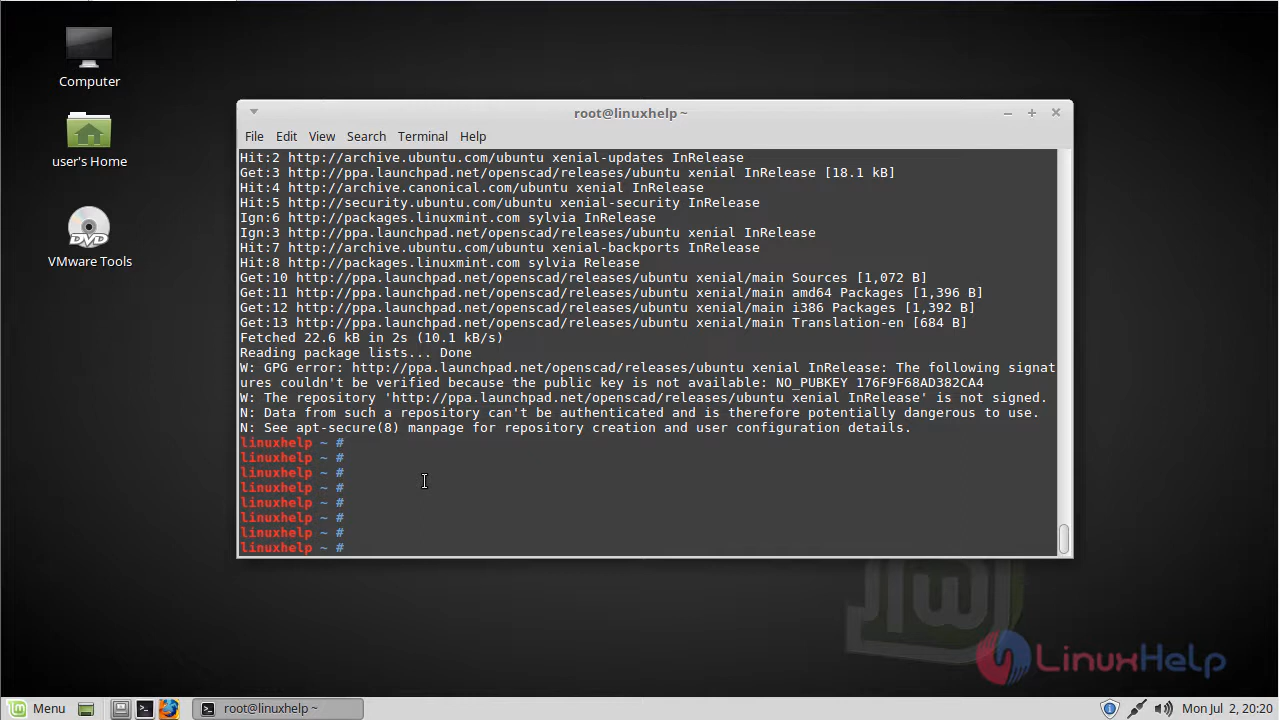 Computer
user's Home
VMware Tools
root@linuxhelp ~
File Edit View Search Terminal Help
Hit:2 http://archive.ubuntu.com/ubuntu xenial-updates InRelease
Get:3 http://ppa.launchpad.net/openscad/releases/ubuntu xenial InRelease [18.1 kB]
Hit:4 http://archive.canonical.com/ubuntu xenial InRelease
Hit:5 http://security.ubuntu.com/ubuntu xenial-security InRelease
Ign:6 http://packages.linuxmint.com sylvia InRelease
Ign:3 http://ppa.launchpad.net/openscad/releases/ubuntu xenial InRelease
Hit:7 http://archive.ubuntu.com/ubuntu xenial-backports InRelease
Hit:8 http://packages.linuxmint.com sylvia Release
Get:10 http://ppa.launchpad.net/openscad/releases/ubuntu xenial/main Sources [1,072 B]
Get:11 http://ppa.launchpad.net/openscad/releases/ubuntu xenial/main amd64 Packages [1,396 B]
Get:12 http://ppa.launchpad.net/openscad/releases/ubuntu xenial/main i386 Packages [1,392 B]
Get:13 http://ppa.launchpad.net/openscad/releases/ubuntu xenial/main Translation-en [684 B]
Fetched 22.6 kB in 2s (10.1 kB/s)
Reading package lists... Done
W: GPG error: http://ppa.launchpad.net/openscad/releases/ubuntu xenial InRelease: The following signat
ures couldn't be verified because the public key is not available: NO_PUBKEY 176F9F68AD382CA4
W: The repository 'http://ppa.launchpad.net/openscad/releases/ubuntu xenial InRelease' is not signed.
N: Data from such a repository can't be authenticated and is therefore potentially dangerous to use.
N: See apt-secure(8) manpage for repository creation and user configuration details.
linuxhelp ~ #
linuxhelp ~ #
linuxhelp ~ #
linuxhelp ~ #
linuxhelp ~ #
linuxhelp ~ #
linuxhelp ~ #
linuxhelp ~ #
DVD
LinuxHelp
Menu root@linuxhelp ~ Mon Jul 2, 20:20